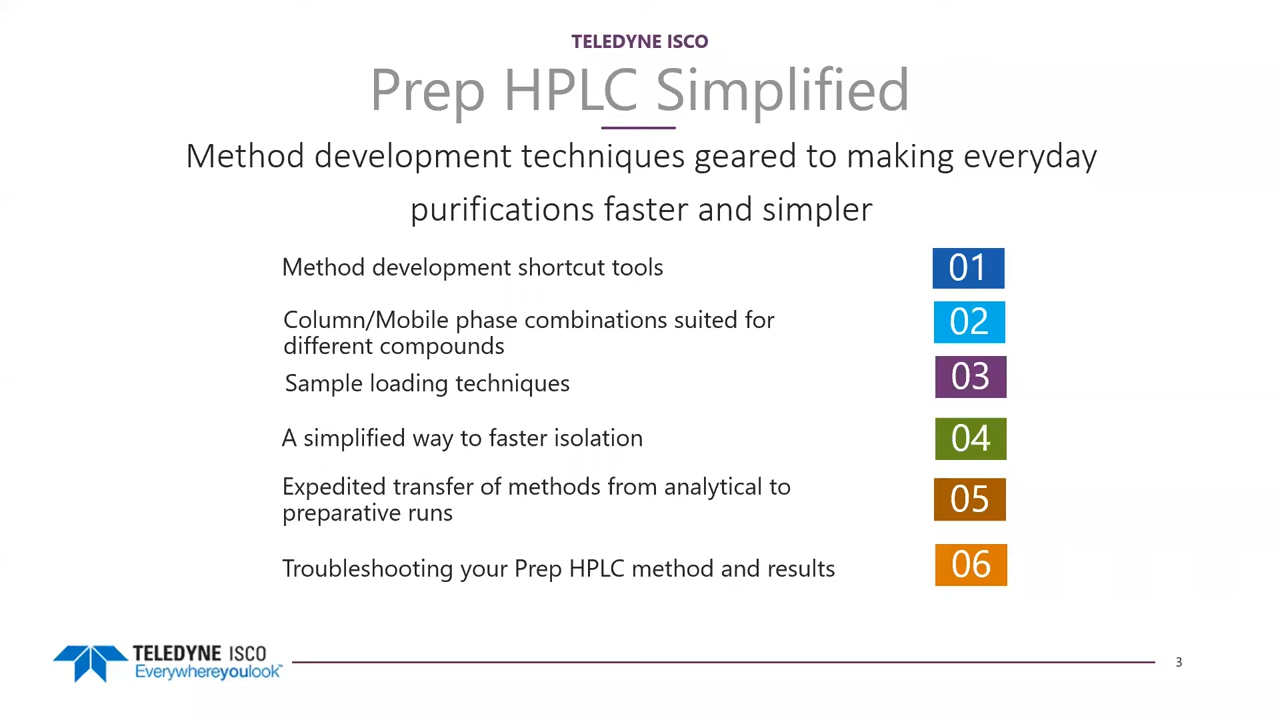 TELEDYNE ISCO
Prep HPLC Simplified
Method development techniques geared to making everyday
purifications faster and simpler
Method development shortcut tools
01
Column/Mobile phase combinations suited for
different compounds
02
Sample loading techniques
03
A simplified way to faster isolation
04
Expedited transfer of methods from analytical to
preparative runs
05
Troubleshooting your Prep HPLC method and results
06
TELEDYNE ISCO
Everywhereyoulook™
3